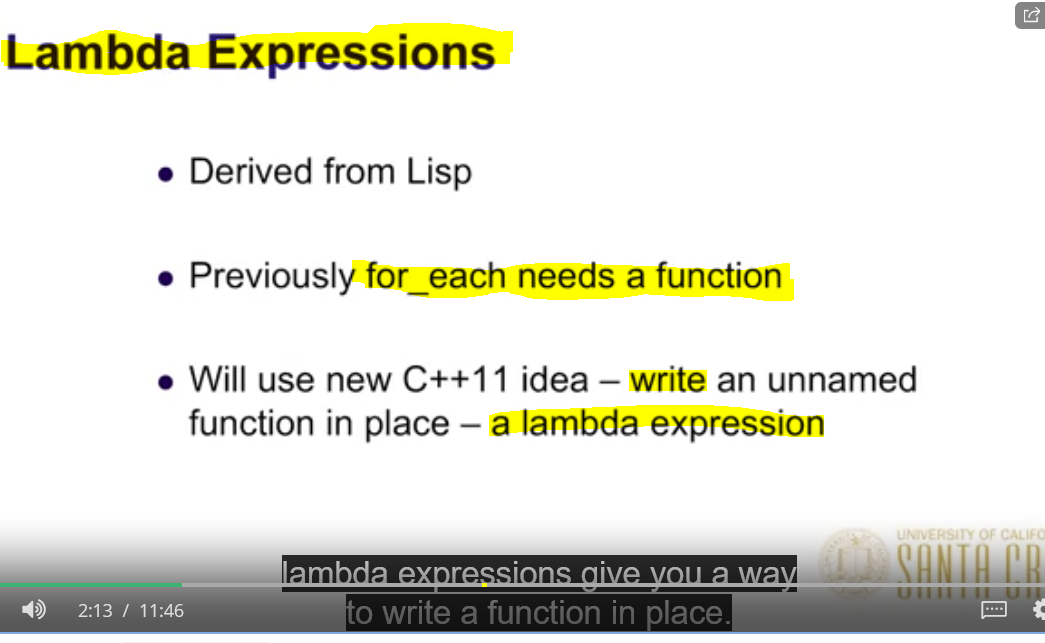 Lambda Expressions
● Derived from Lisp
● Previously for_each needs a function
● Will use new C++11 idea – write an unnamed
function in place – a lambda expression
UNIVERSITY OF CALIFO
SANTA CR
lambda expressions give you a way
to write a function in place.
2:13 / 11:46